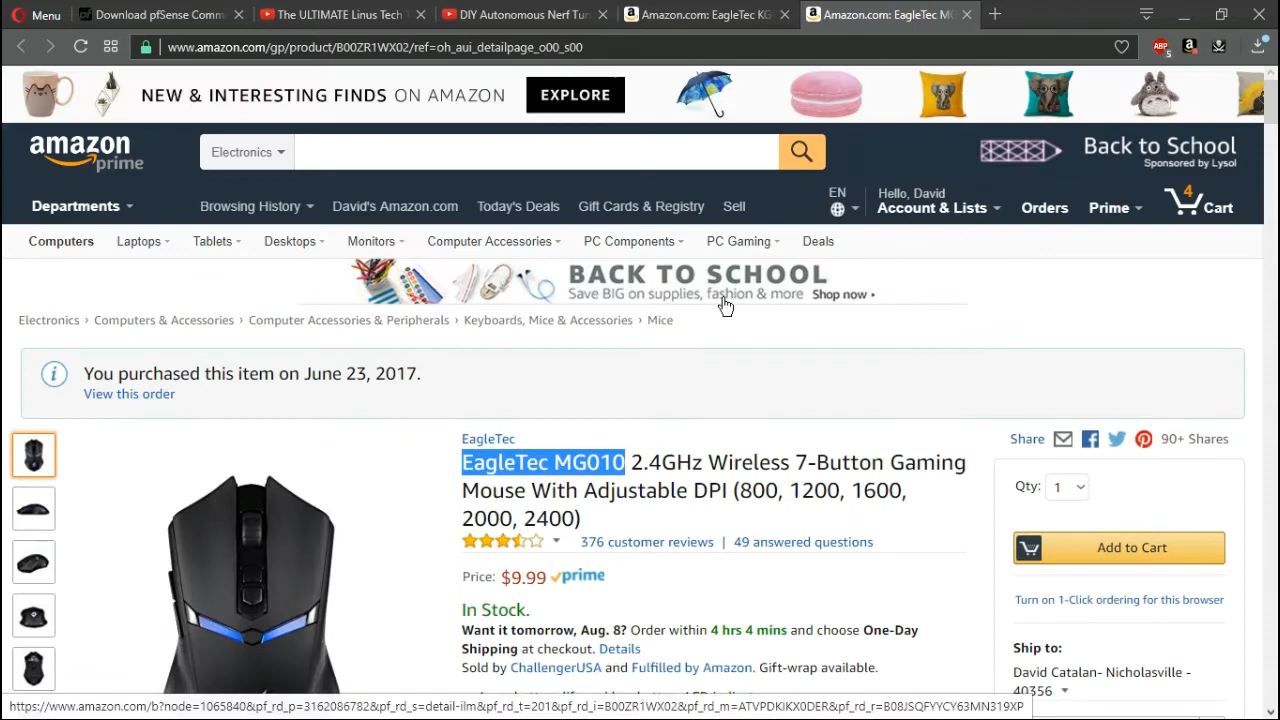 Menu
Download pfSense Comm
The ULTIMATE Linus Tech
DIY Autonomous Nerf Tur
Amazon.com: EagleTec KG
Amazon.com: EagleTec MG
www.amazon.com/gp/product/B00ZR1WX02/ref=oh_aui_detailpage_o00_s00
ABP
5
NEW & INTERESTING FINDS ON AMAZON
EXPLORE
amazon prime
Electronics
Back to School
Sponsored by Lysol
Departments
Browsing History
David's Amazon.com
Today's Deals
Gift Cards & Registry
Sell
EN
Hello, David
Account & Lists
Orders
Prime
4
Cart
Computers
Laptops
Tablets
Desktops
Monitors
Computer Accessories
PC Components
PC Gaming
Deals
BACK TO SCHOOL
Save BIG on supplies, fashion & more Shop now ▸
Electronics › Computers & Accessories › Computer Accessories & Peripherals › Keyboards, Mice & Accessories › Mice
i
You purchased this item on June 23, 2017.
View this order
EagleTec
EagleTec MG010 2.4GHz Wireless 7-Button Gaming
Mouse With Adjustable DPI (800, 1200, 1600,
2000, 2400)
376 customer reviews | 49 answered questions
Price: $9.99 prime
In Stock.
Want it tomorrow, Aug. 8? Order within 4 hrs 4 mins and choose One-Day
Shipping at checkout. Details
Sold by ChallengerUSA and Fulfilled by Amazon. Gift-wrap available.
Share
90+ Shares
Qty: 1
Add to Cart
Turn on 1-Click ordering for this browser
Ship to:
David Catalan- Nicholasville -
40356
https://www.amazon.com/b?node=1065840&pf_rd_p=3162086782&pf_rd_s=detail-ilm&pf_rd_t=201&pf_rd_i=B00ZR1WX02&pf_rd_m=ATVPDKIKX0DER&pf_rd_r=B08JSQFYYCY63MN319XP